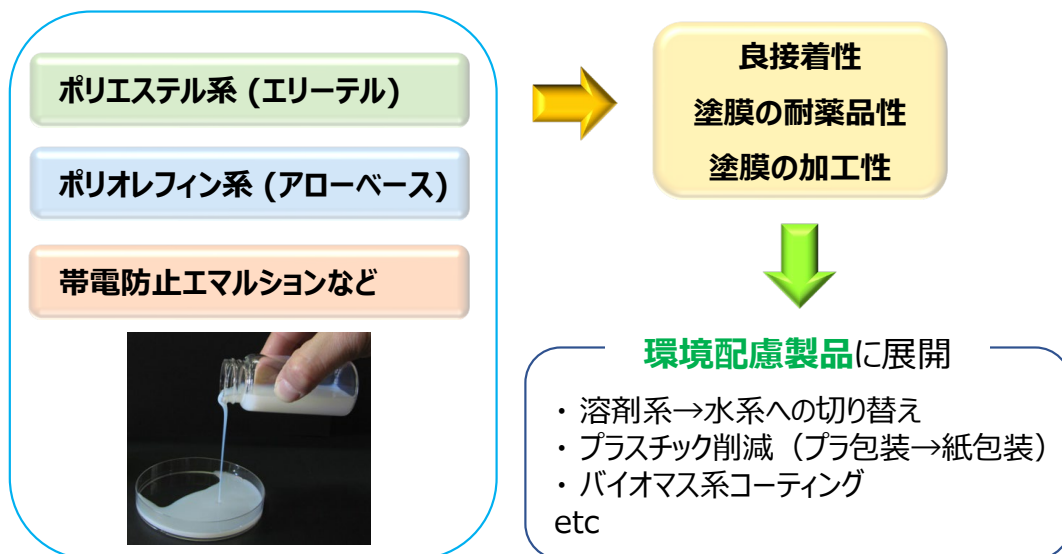 ポリエステル系 (エリーテル)
ポリオレフィン系 (アローベース)
帯電防止エマルションなど
良接着性
塗膜の耐薬品性
塗膜の加工性
環境配慮製品に展開
・ 溶剤系→水系への切り替え
・ プラスチック削減（プラ包装→紙包装）
・ バイオマス系コーティング
etc